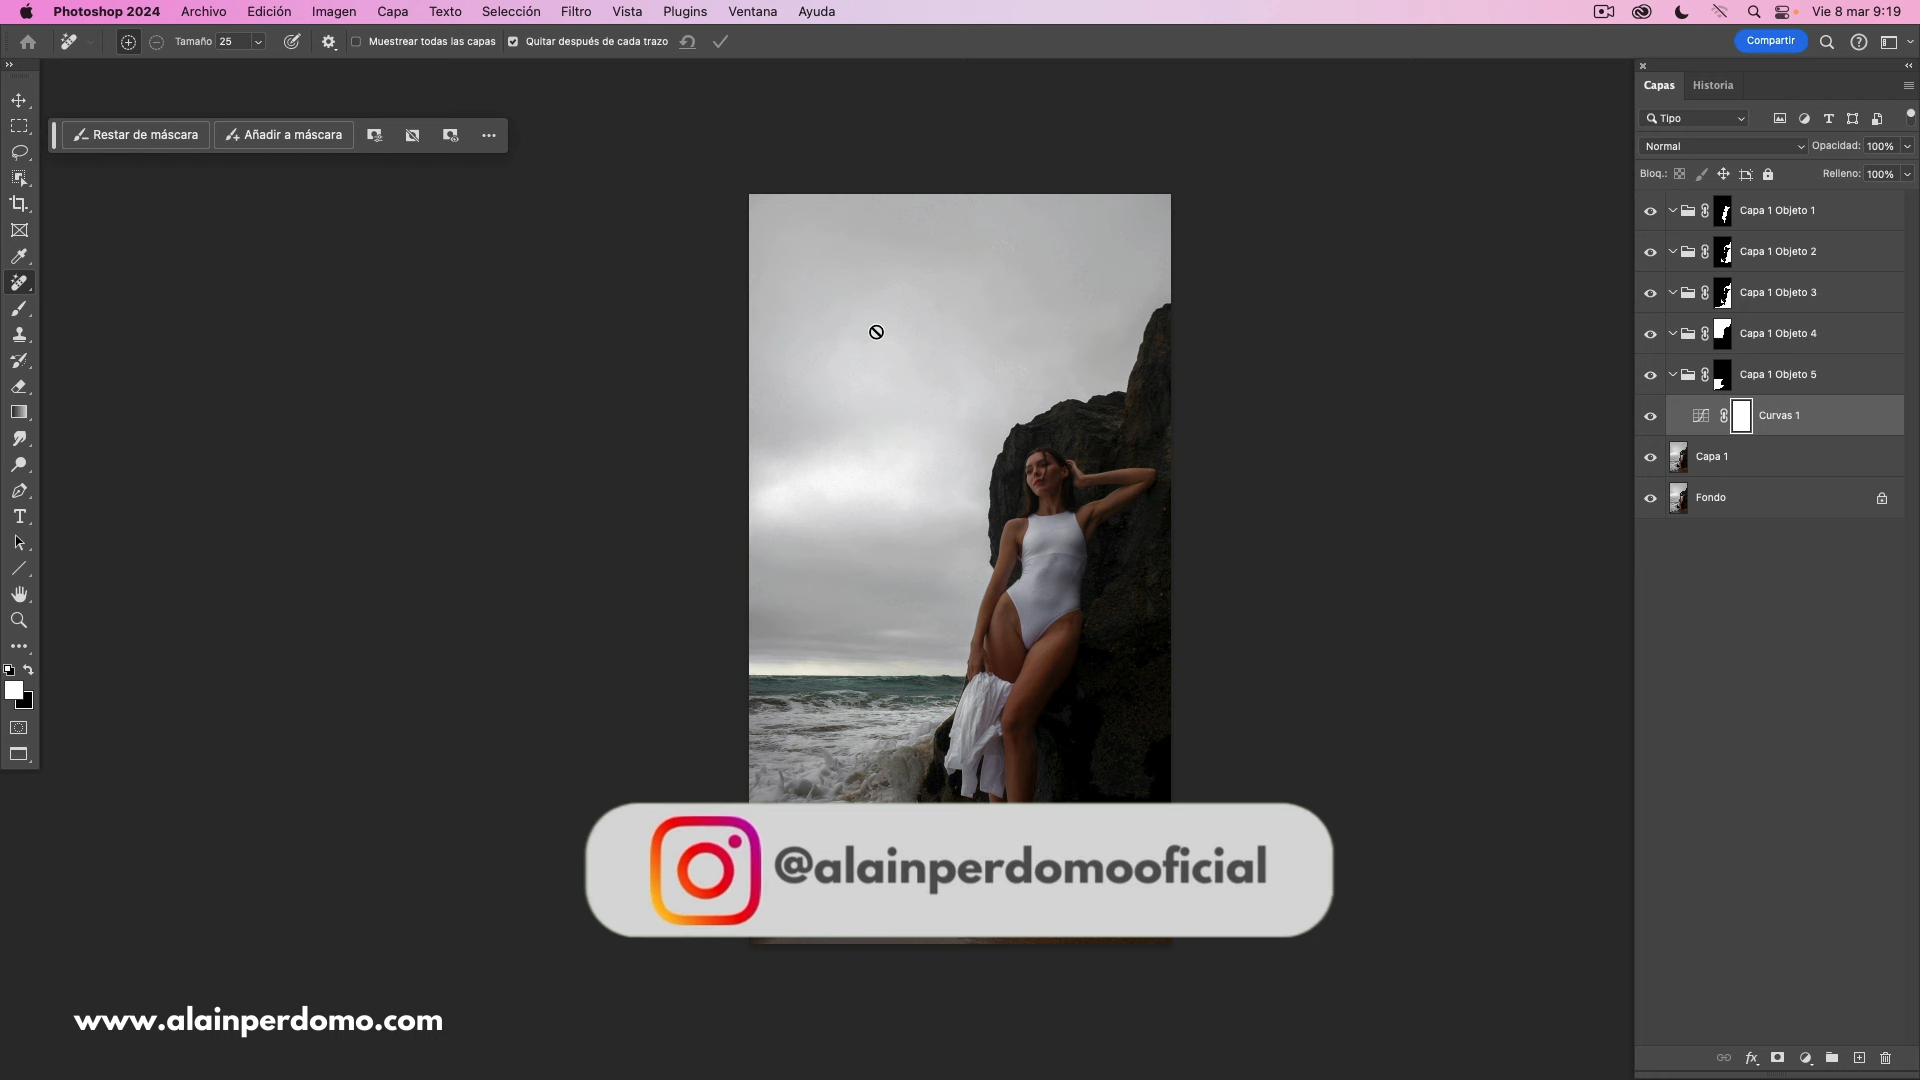 Photoshop 2024 Archivo Edición Imagen Capa Texto Selección Filtro Vista Plugins Ventana Ayuda Vie 8 mar 9:19
Tamaño 25 Muestrear todas las capas Quitar después de cada trazo Compartir
Capas Historia
Restar de máscara Añadir a máscara
Tipo
Normal Opacidad: 100%
Bloq.: Relleno: 100%
Capa 1 Objeto 1
Capa 1 Objeto 2
Capa 1 Objeto 3
Capa 1 Objeto 4
Capa 1 Objeto 5
Curvas 1
Capa 1
Fondo
@alainperdomooficial
www.alainperdomo.com